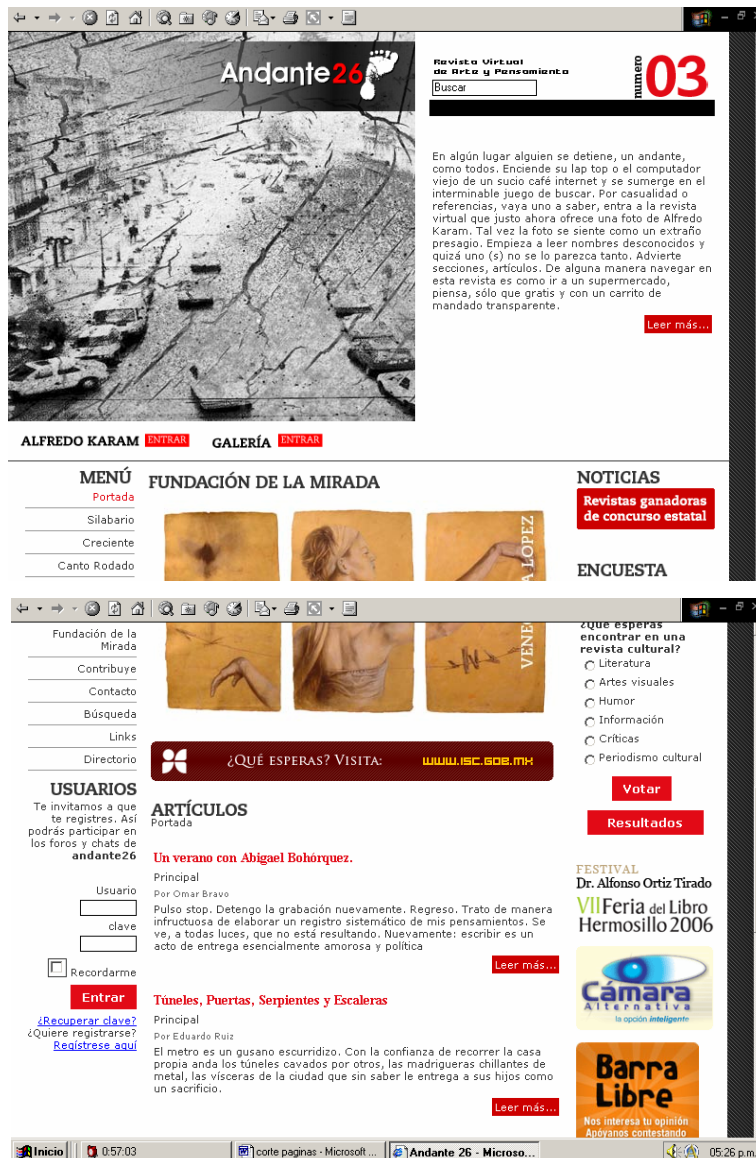 Andante26
Revista Virtual
de Arte y Pensamiento
Buscar
numero
03
En algún lugar alguien se detiene, un andante,
como todos. Enciende su lap top o el computador
viejo de un sucio café internet y se sumerge en el
interminable juego de buscar. Por casualidad o
referencias, vaya uno a saber, entra a la revista
virtual que justo ahora ofrece una foto de Alfredo
Karam. Tal vez la foto se siente como un extraño
presagio. Empieza a leer nombres desconocidos y
quizá uno (s) no se lo parezca tanto. Advierte
secciones, artículos. De alguna manera navegar en
esta revista es como ir a un supermercado,
piensa, sólo que gratis y con un carrito de
mandado transparente.
Leer más...
ALFREDO KARAM ENTRAR GALERÍA ENTRAR
MENÚ
Portada
Silabario
Creciente
Canto Rodado
FUNDACIÓN DE LA MIRADA
NOTICIAS
Revistas ganadoras
de concurso estatal
ENCUESTA
Fundación de la
Mirada
Contribuye
Contacto
Búsqueda
Links
Directorio
USUARIOS
Te invitamos a que
te registres. Así
podrás participar en
los foros y chats de
andante26
Usuario
clave
Recordarme
Entrar
¿Recuperar clave?
¿Quiere registrarse?
Regístrese aquí
¿QUÉ ESPERAS? VISITA: WWW.ISC.GOB.MX
ARTÍCULOS
Portada
Un verano con Abigael Bohórquez.
Principal
Por Omar Bravo
Pulso stop. Detengo la grabación nuevamente. Regreso. Trato de manera
infructuosa de elaborar un registro sistemático de mis pensamientos. Se
ve, a todas luces, que no está resultando. Nuevamente: escribir es un
acto de entrega esencialmente amorosa y política
Leer más...
Túneles, Puertas, Serpientes y Escaleras
Principal
Por Eduardo Ruiz
El metro es un gusano escurridizo. Con la confianza de recorrer la casa
propia anda los túneles cavados por otros, las madrigueras chillantes de
metal, las vísceras de la ciudad que sin saber le entrega a sus hijos como
un sacrificio.
Leer más...
¿Qué esperas
encontrar en una
revista cultural?
Literatura
Artes visuales
Humor
Información
Críticas
Periodismo cultural
Votar
Resultados
FESTIVAL
Dr. Alfonso Ortiz Tirado
VII Feria del Libro
Hermosillo 2006
Cámara
Alternativa
la opción inteligente
Barra
Libre
Nos interesa tu opinión
Apóyanos contestando
Inicio
0:57:03
corte paginas - Microsoft ...
Andante 26 - Microso...
05:26 p.m.